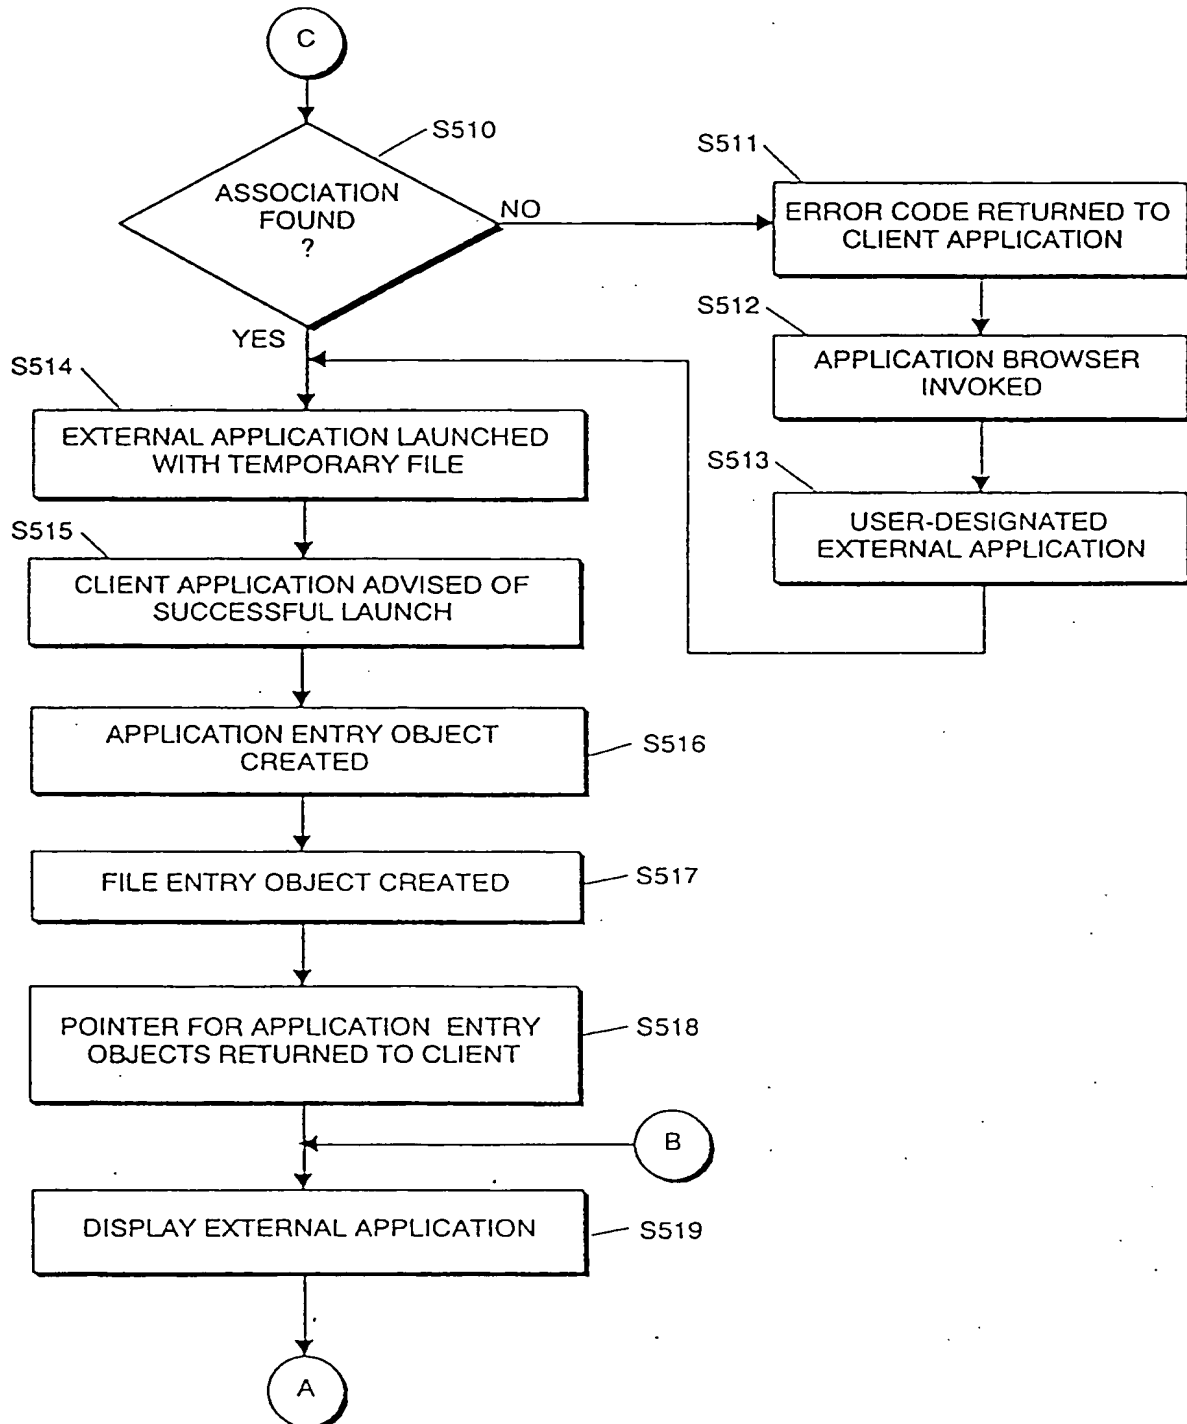 C
S510
ASSOCIATION
FOUND
?
NO
YES
S511
ERROR CODE RETURNED TO
CLIENT APPLICATION
S512
APPLICATION BROWSER
INVOKED
S513
USER-DESIGNATED
EXTERNAL APPLICATION
S514
EXTERNAL APPLICATION LAUNCHED
WITH TEMPORARY FILE
S515
CLIENT APPLICATION ADVISED OF
SUCCESSFUL LAUNCH
APPLICATION ENTRY OBJECT
CREATED
S516
FILE ENTRY OBJECT CREATED
S517
POINTER FOR APPLICATION ENTRY
OBJECTS RETURNED TO CLIENT
S518
B
DISPLAY EXTERNAL APPLICATION
S519
A